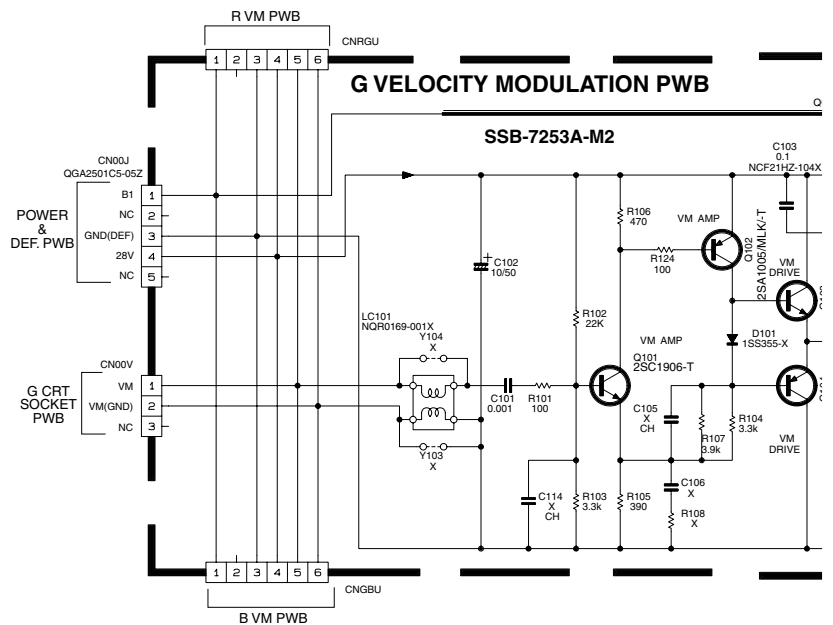 R VM PWB
CNRGU
1 2 3 4 5 6
G VELOCITY MODULATION PWB
SSB-7253A-M2
CN00J
QGA2501C5-05Z
POWER
&
DEF. PWB
B1 1
NC 2
GND(DEF) 3
28V 4
NC 5
C103
0.1
NCF21HZ-104X
R106
470
VM AMP
Q102
2SA1005/MLK/-T
R124
100
VM
DRIVE
C102
10/50
+
R102
22K
D101
1SS355-X
LC101
NQR0169-001X
Y104
X
VM AMP
Q101
2SC1906-T
CN00V
G CRT
SOCKET
PWB
VM 1
VM(GND) 2
NC 3
C101
0.001
R101
100
Y103
X
C105
X
CH
R107
3.9k
R104
3.3k
VM
DRIVE
C114
X
CH
R103
3.3k
R105
390
C106
X
R108
X
1 2 3 4 5 6
CNGBU
B VM PWB